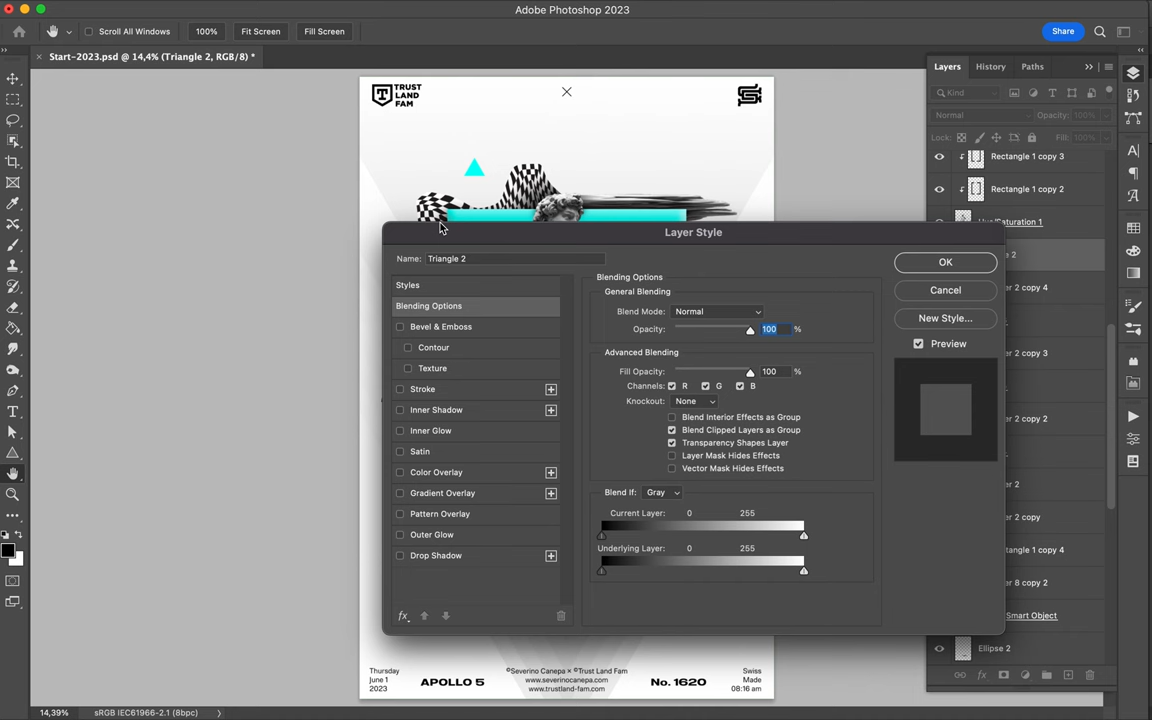 Adobe Photoshop 2023
Scroll All Windows 100% Fit Screen Fill Screen Share
× Start-2023.psd @ 14,4% (Triangle 2, RGB/8) *
Layers History Paths
TRUST
LAND
FAM
Kind
Normal Opacity: 100%
Lock: Fill: 100%
Rectangle 1 copy 3
Rectangle 1 copy 2
Hue/Saturation 1
Layer Style
Name: Triangle 2
Styles
Blending Options
Bevel & Emboss
Contour
Texture
Stroke
Inner Shadow
Inner Glow
Satin
Color Overlay
Gradient Overlay
Pattern Overlay
Outer Glow
Drop Shadow
fx
Blending Options
General Blending
Blend Mode: Normal
Opacity: 100 %
Advanced Blending
Fill Opacity: 100 %
Channels: R G B
Knockout: None
Blend Interior Effects as Group
Blend Clipped Layers as Group
Transparency Shapes Layer
Layer Mask Hides Effects
Vector Mask Hides Effects
Blend If: Gray
Current Layer: 0 255
Underlying Layer: 0 255
OK
Cancel
New Style...
Preview
e 2
er 2 copy 4
er 2 copy 3
er 2 copy 2
er 2
er 2 copy
tangle 1 copy 4
er 8 copy 2
Smart Object
Ellipse 2
fx
Thursday
June 1
2023
APOLLO 5
©Severino Canepa × ©Trust Land Fam
www.severinocanepa.com
www.trustland-fam.com
No. 1620
Swiss
Made
08:16 am
14,39% sRGB IEC61966-2.1 (8bpc)